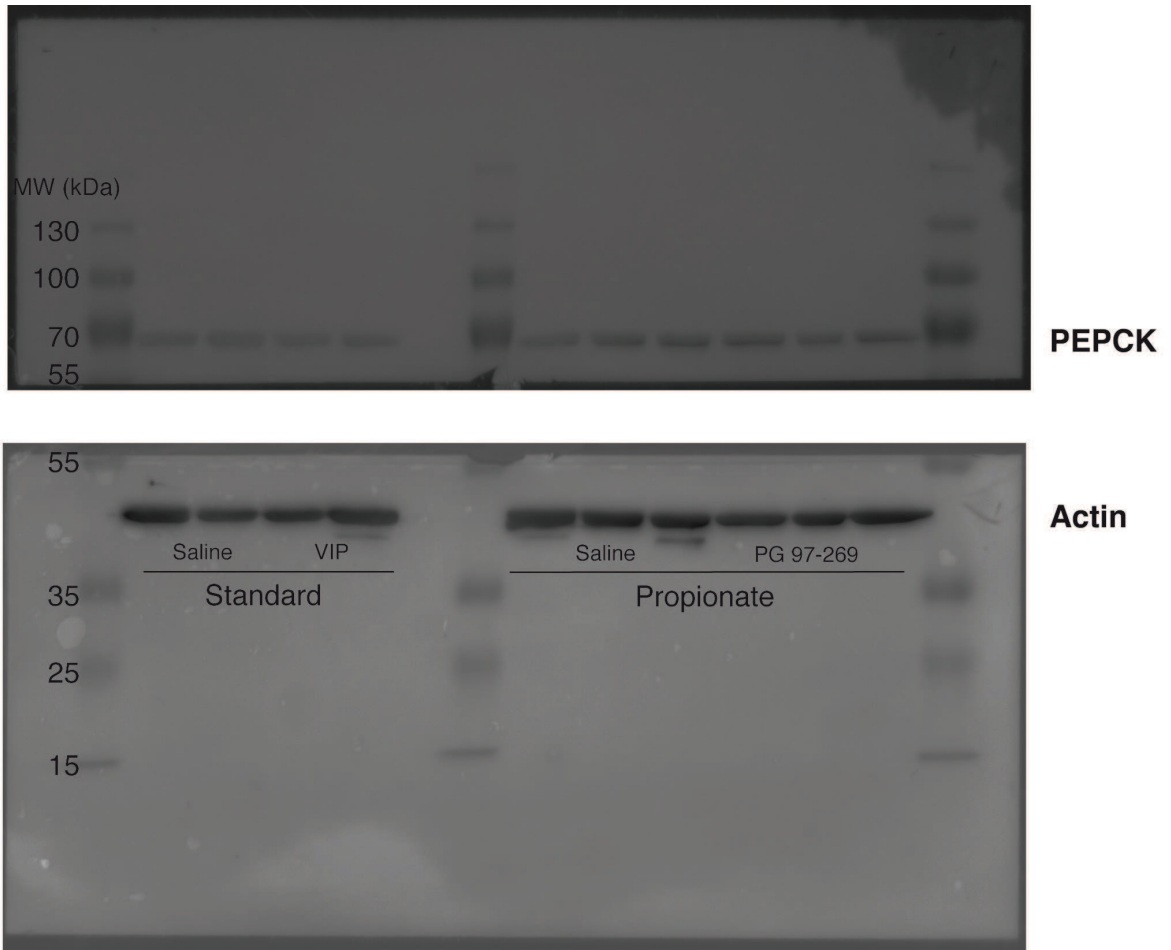 MW (kDa)
130
100
70
PEPCK
55
55
Actin
Saline VIP Saline PG 97-269
Standard Propionate
35
25
15